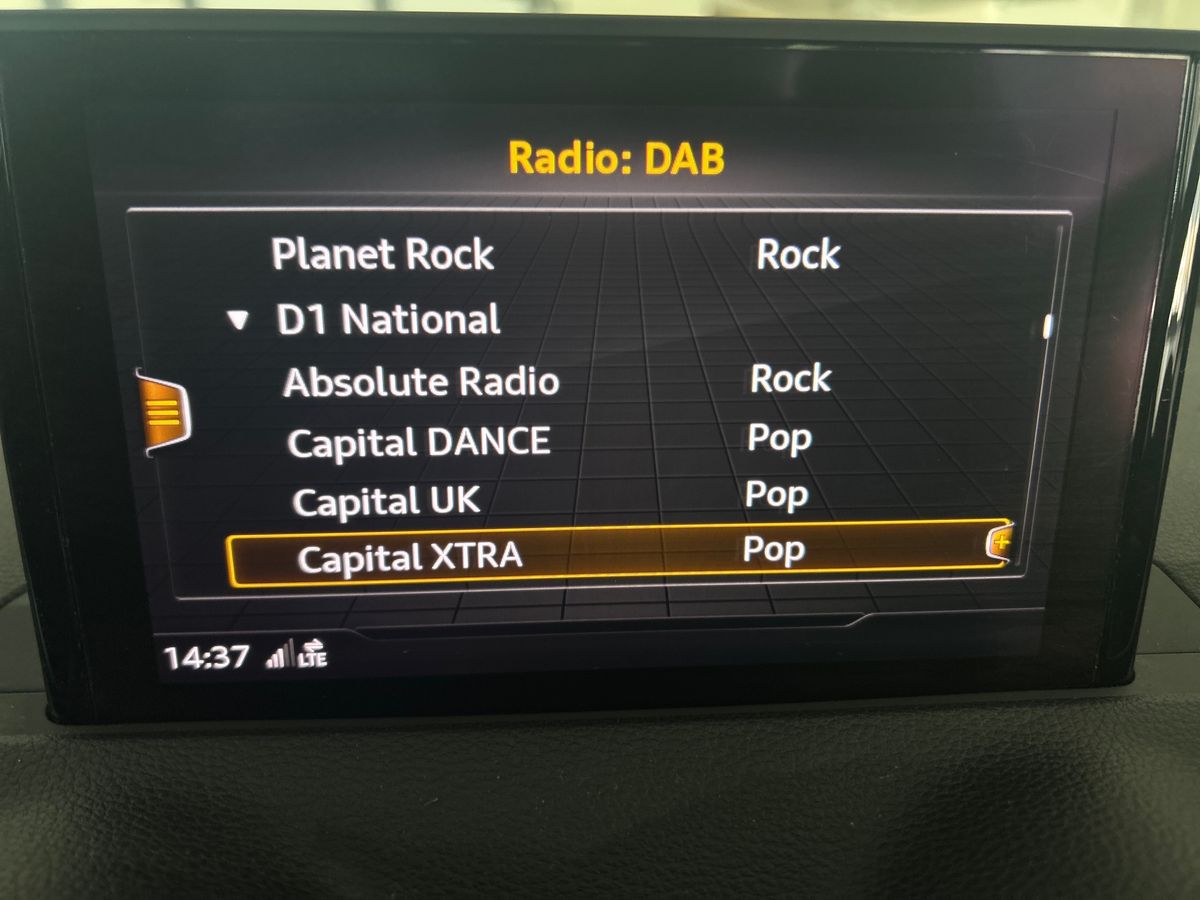 Radio: DAB
Planet Rock Rock
D1 National
Absolute Radio Rock
Capital DANCE Pop
Capital UK Pop
Capital XTRA Pop
14:37 LTE